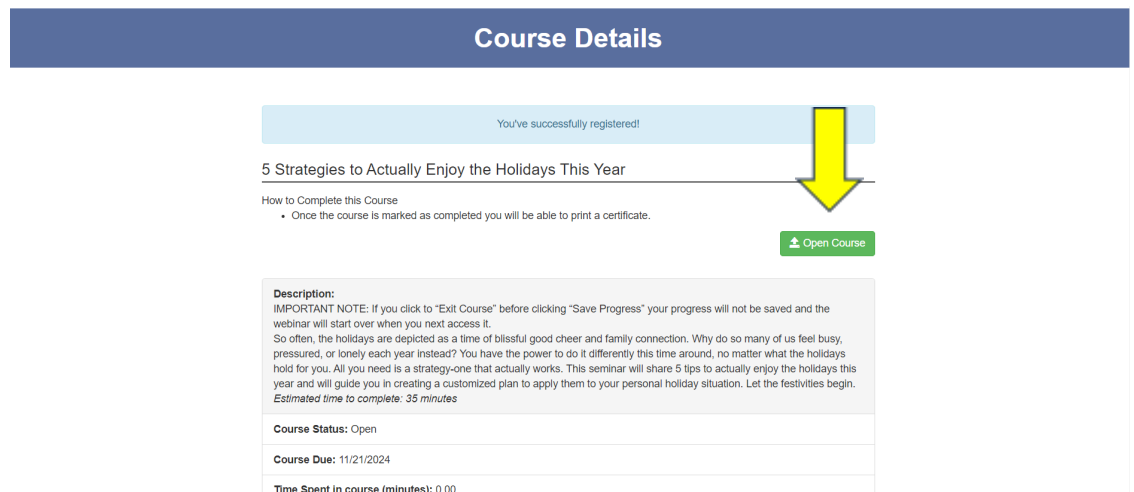 Course Details
You've successfully registered!
5 Strategies to Actually Enjoy the Holidays This Year
How to Complete this Course
• Once the course is marked as completed you will be able to print a certificate.
Open Course
Description:
IMPORTANT NOTE: If you click to “Exit Course” before clicking “Save Progress” your progress will not be saved and the
webinar will start over when you next access it.
So often, the holidays are depicted as a time of blissful good cheer and family connection. Why do so many of us feel busy,
pressured, or lonely each year instead? You have the power to do it differently this time around, no matter what the holidays
hold for you. All you need is a strategy-one that actually works. This seminar will share 5 tips to actually enjoy the holidays this
year and will guide you in creating a customized plan to apply them to your personal holiday situation. Let the festivities begin.
Estimated time to complete: 35 minutes
Course Status: Open
Course Due: 11/21/2024
Time Spent in course (minutes): 0.00